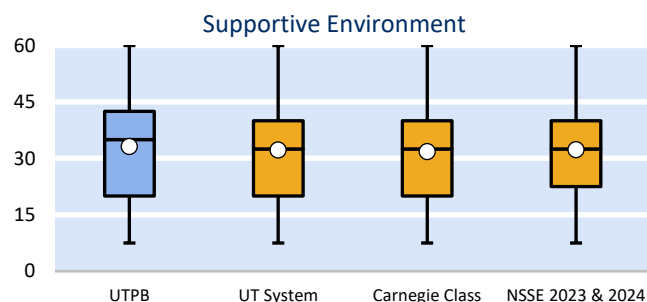 Supportive Environment
60
45
30
15
0
UTPB UT System Carnegie Class NSSE 2023 & 2024